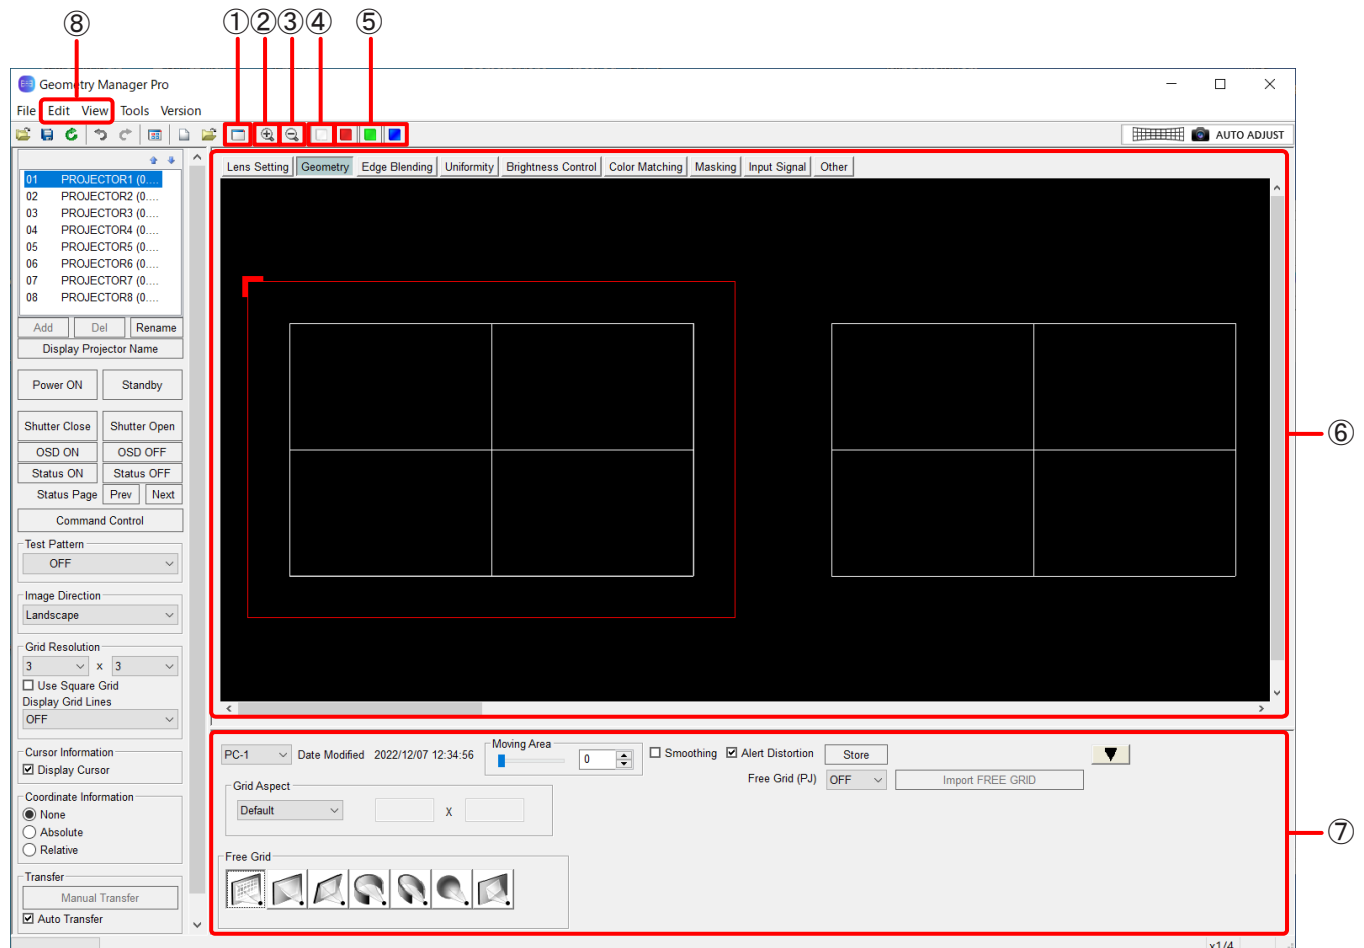 ⑧ ① ② ③ ④ ⑤
Geometry Manager Pro
File Edit View Tools Version
AUTO ADJUST
01 PROJECTOR1 (0....
02 PROJECTOR2 (0....
03 PROJECTOR3 (0....
04 PROJECTOR4 (0....
05 PROJECTOR5 (0....
06 PROJECTOR6 (0....
07 PROJECTOR7 (0....
08 PROJECTOR8 (0....
Add Del Rename
Display Projector Name
Power ON Standby
Shutter Close Shutter Open
OSD ON OSD OFF
Status ON Status OFF
Status Page Prev Next
Command Control
Test Pattern
OFF
Image Direction
Landscape
Grid Resolution
3 x 3
Use Square Grid
Display Grid Lines
OFF
Cursor Information
Display Cursor
Coordinate Information
None
Absolute
Relative
Transfer
Manual Transfer
Auto Transfer
Lens Setting Geometry Edge Blending Uniformity Brightness Control Color Matching Masking Input Signal Other
⑥
PC-1 Date Modified 2022/12/07 12:34:56 Moving Area 0 Smoothing Alert Distortion Store
Free Grid (PJ) OFF Import FREE GRID
Grid Aspect
Default X
⑦
Free Grid
x1/4